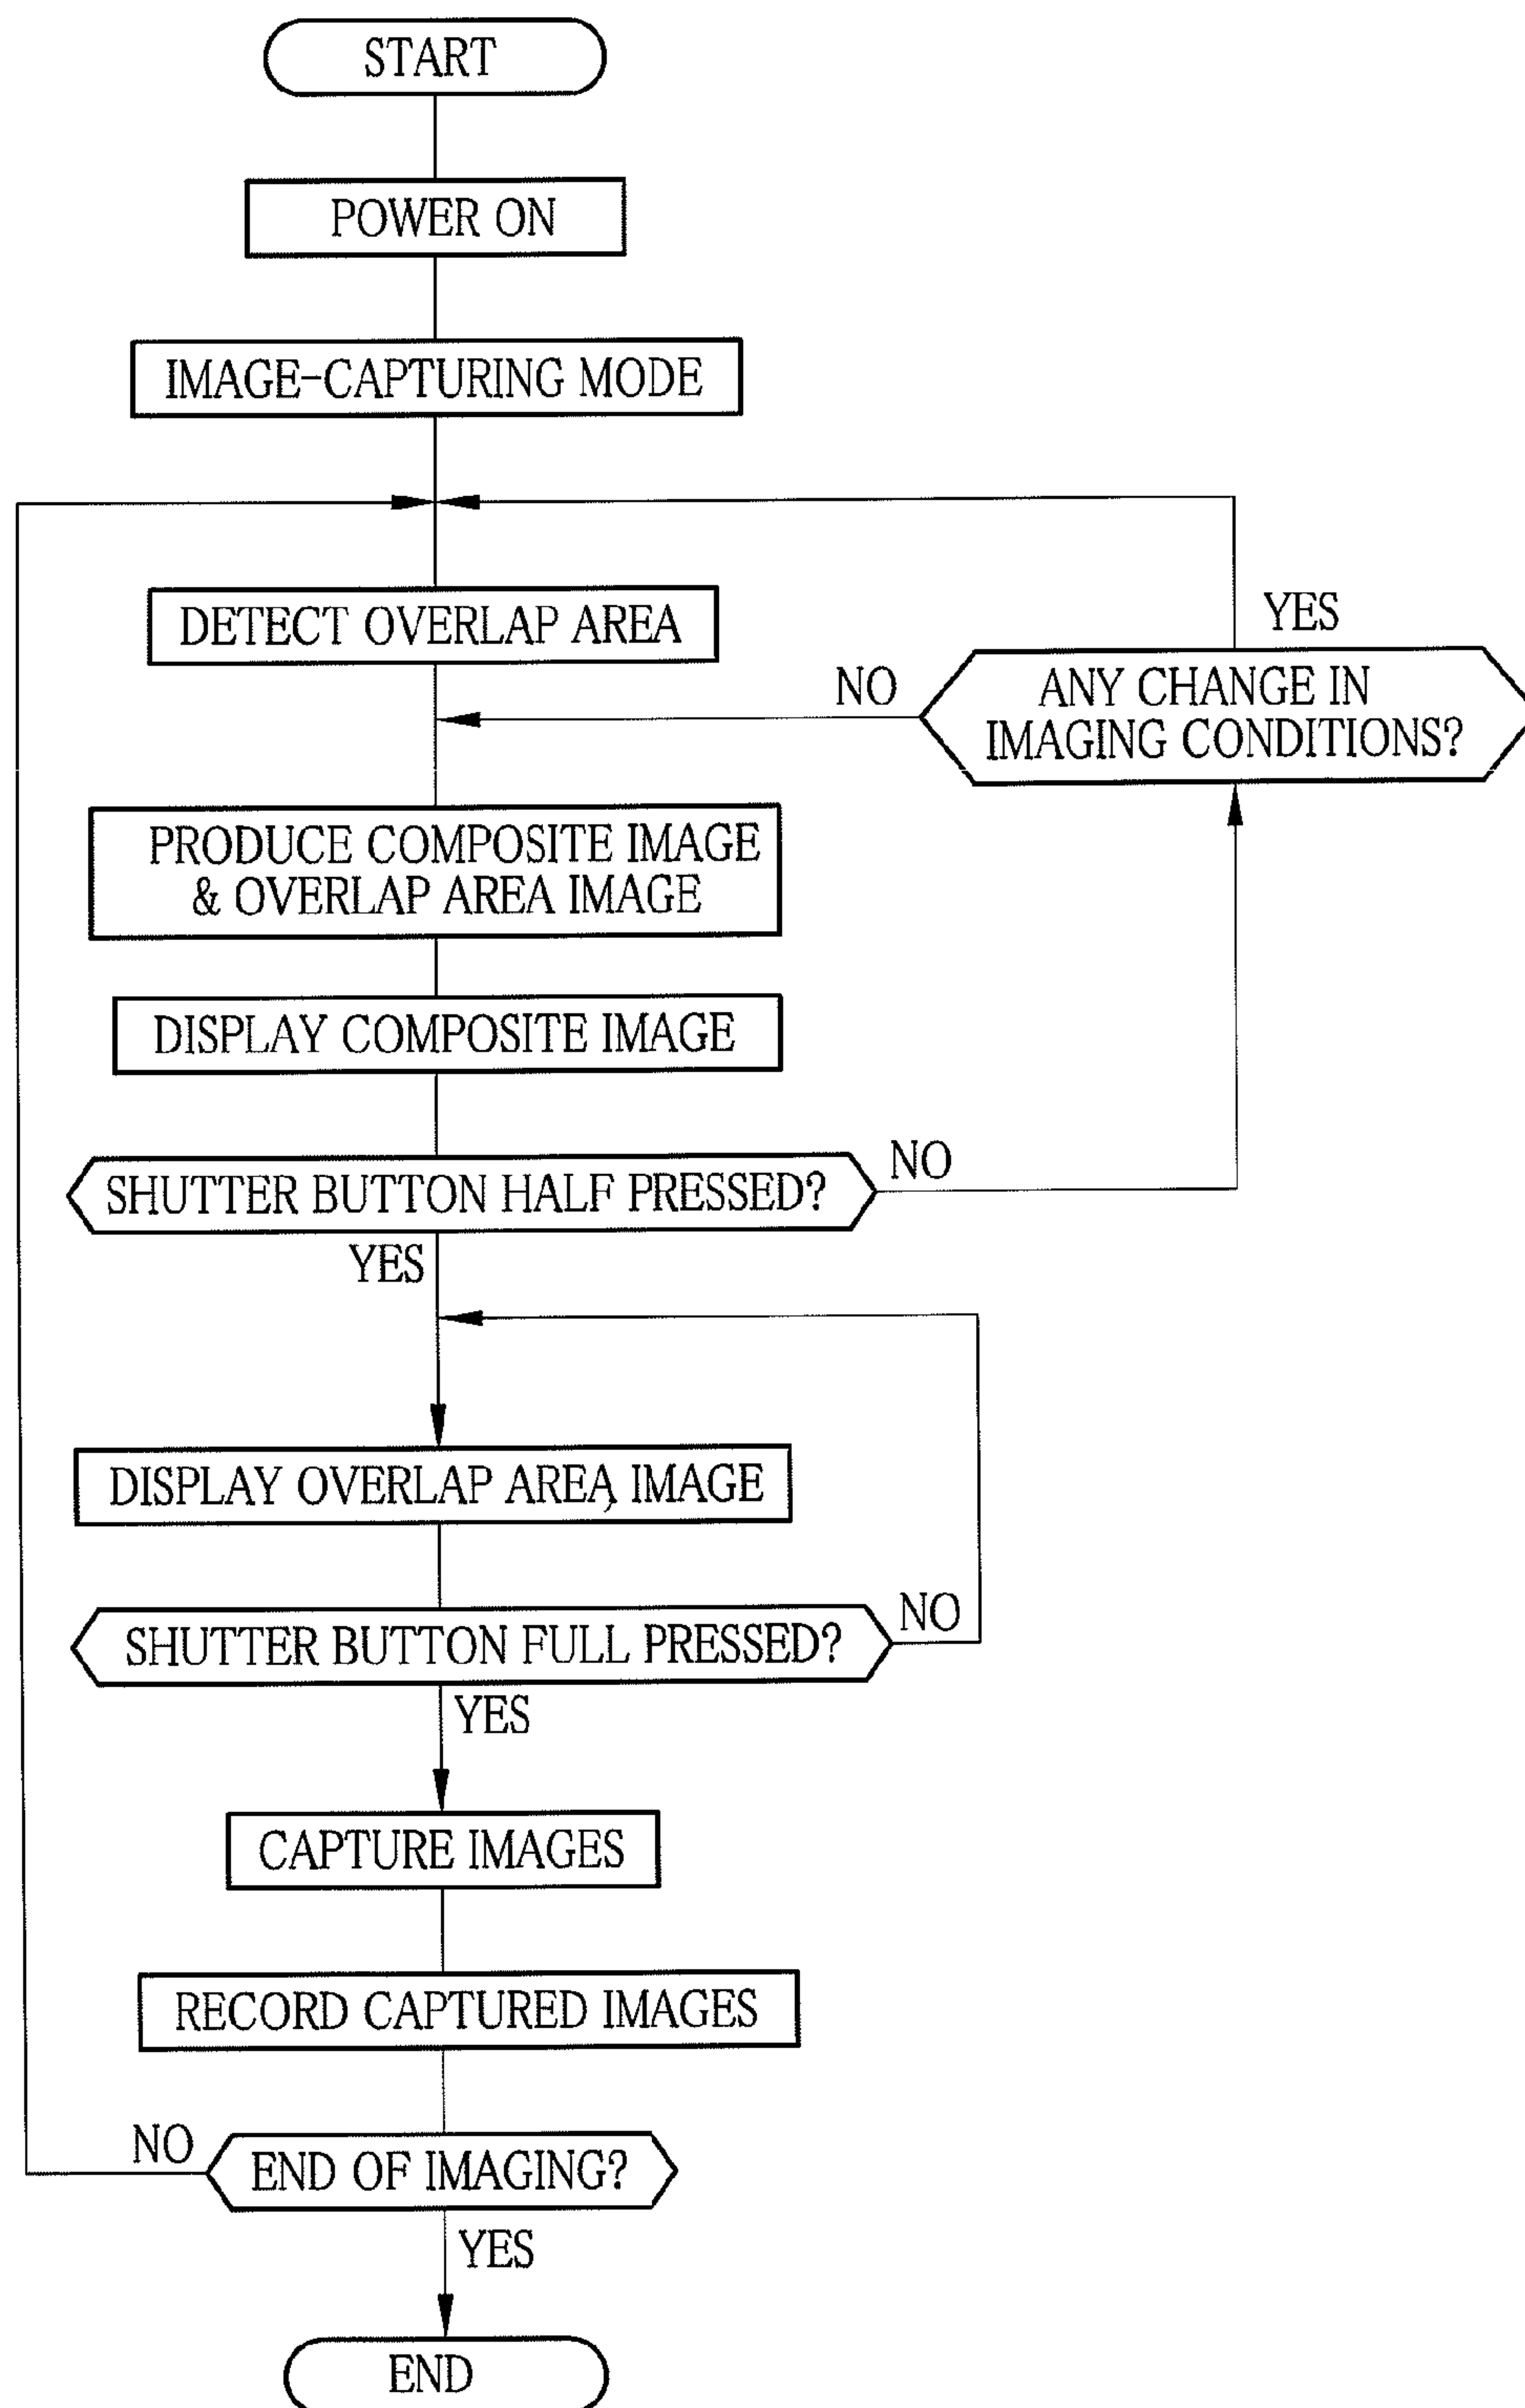 START
POWER ON
IMAGE-CAPTURING MODE
DETECT OVERLAP AREA
YES
NO
ANY CHANGE IN
IMAGING CONDITIONS?
PRODUCE COMPOSITE IMAGE
& OVERLAP AREA IMAGE
DISPLAY COMPOSITE IMAGE
SHUTTER BUTTON HALF PRESSED?
NO
YES
DISPLAY OVERLAP AREA IMAGE
SHUTTER BUTTON FULL PRESSED?
NO
YES
CAPTURE IMAGES
RECORD CAPTURED IMAGES
NO
END OF IMAGING?
YES
END